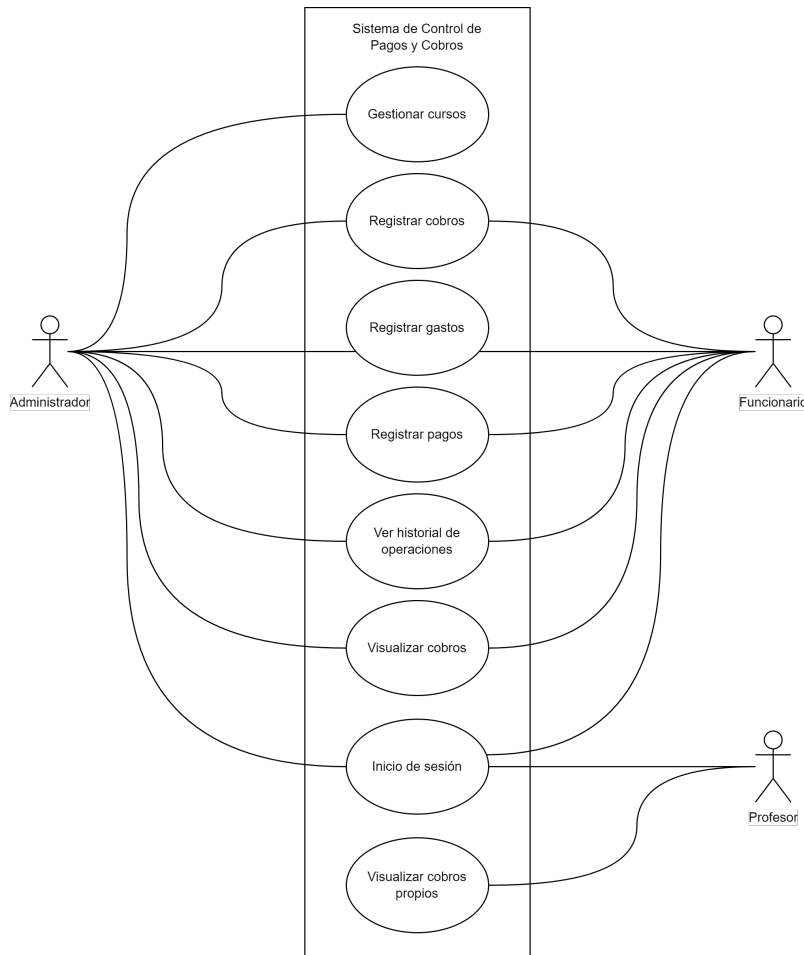 Sistema de Control de
Pagos y Cobros
Gestionar cursos
Registrar cobros
Registrar gastos
Administrador
Funcionario
Registrar pagos
Ver historial de
operaciones
Visualizar cobros
Inicio de sesión
Profesor
Visualizar cobros
propios